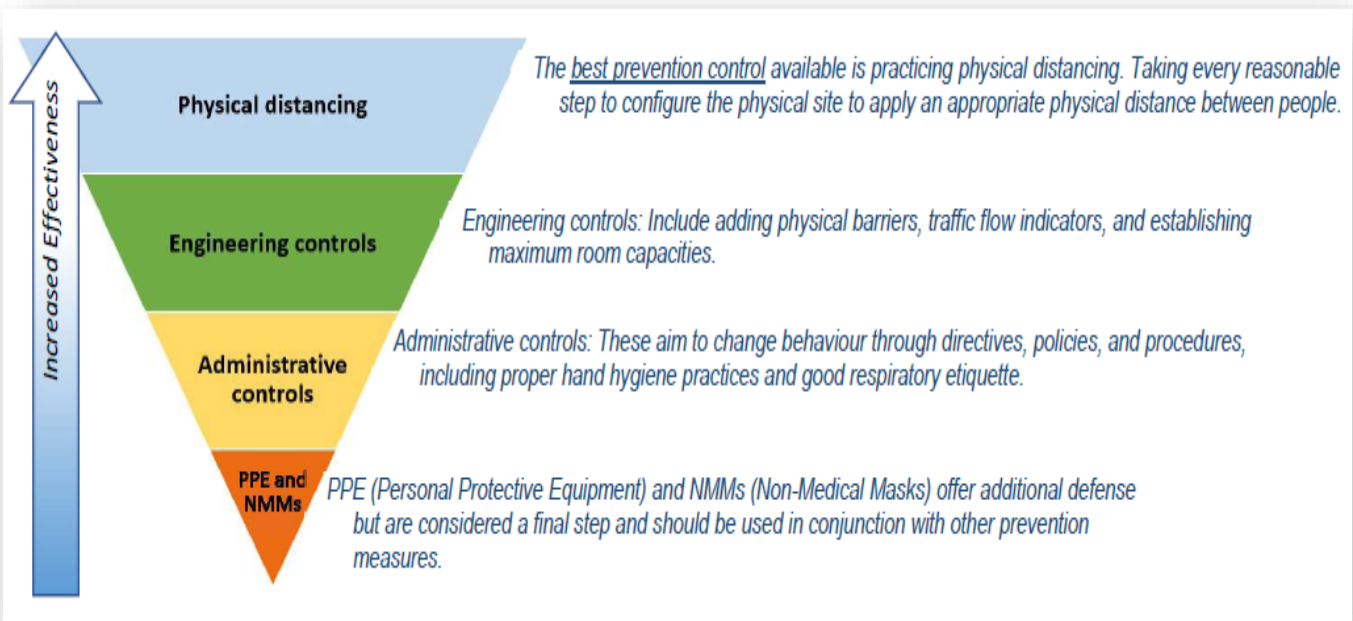 Increased Effectiveness
Physical distancing
The best prevention control available is practicing physical distancing. Taking every reasonable
step to configure the physical site to apply an appropriate physical distance between people.
Engineering controls
Engineering controls: Include adding physical barriers, traffic flow indicators, and establishing
maximum room capacities.
Administrative
controls
Administrative controls: These aim to change behaviour through directives, policies, and procedures,
including proper hand hygiene practices and good respiratory etiquette.
PPE and
NMMs
PPE (Personal Protective Equipment) and NMMs (Non-Medical Masks) offer additional defense
but are considered a final step and should be used in conjunction with other prevention
measures.